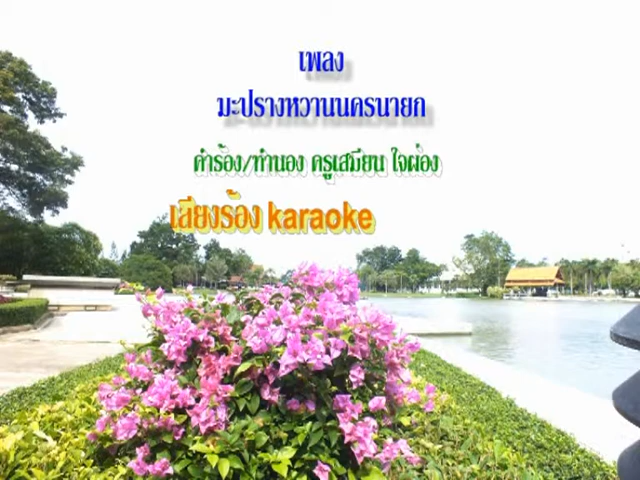 เพลง
มะปรางหวานนครนายก
คำร้อง/ทำนอง ครูเสมียน ใจผ่อง
เสียงร้อง karaoke